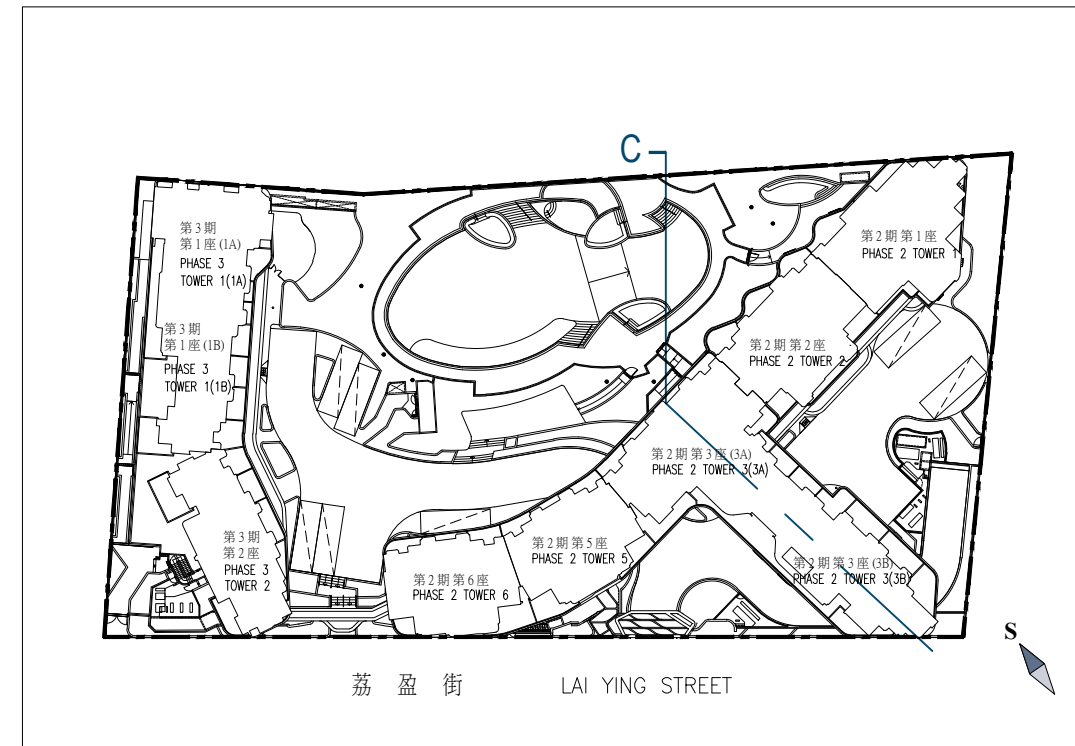 C
第3期
第1座(1A)
PHASE 3
TOWER 1(1A)
第2期第1座
PHASE 2 TOWER 1
第3期
第1座(1B)
PHASE 3
TOWER 1(1B)
第2期第2座
PHASE 2 TOWER 2
第2期第3座(3A)
PHASE 2 TOWER 3(3A)
第3期
第2座
PHASE 3
TOWER 2
第2期第5座
PHASE 2 TOWER 5
第2期第6座
PHASE 2 TOWER 6
第2期第3座(3B)
PHASE 2 TOWER 3(3B)
S
荔盈街 LAI YING STREET